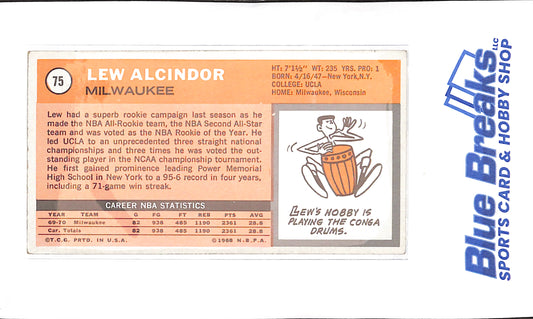 75
LEW ALCINDOR
MILWAUKEE
HT: 7'1½" WT: 235 YRS. PRO: 1
BORN: 4/16/47—New York, N.Y.
COLLEGE: UCLA
HOME: Milwaukee, Wisconsin
Lew had a superb rookie campaign last season as he
made the NBA All-Rookie team, the NBA Second All-Star
team and was voted as the NBA Rookie of the Year. He
led UCLA to an unprecedented three straight national
championships and three times he was voted the out-
standing player in the NCAA championship tournament.
He first gained prominence leading Power Memorial
High School in New York to a 95-6 record in four years,
including a 71-game win streak.
LEW'S HOBBY IS
PLAYING THE CONGA
DRUMS.
CAREER NBA STATISTICS
YEAR TEAM G FG FT REB PTS AVG
69-70 Milwaukee 82 938 485 1190 2361 28.8
Car. Totals 82 938 485 1190 2361 28.8
©T.C.G. PRTD. IN U.S.A.
©1968 N.B.P.A.
Blue Breaks LLC
SPORTS CARD & HOBBY SHOP